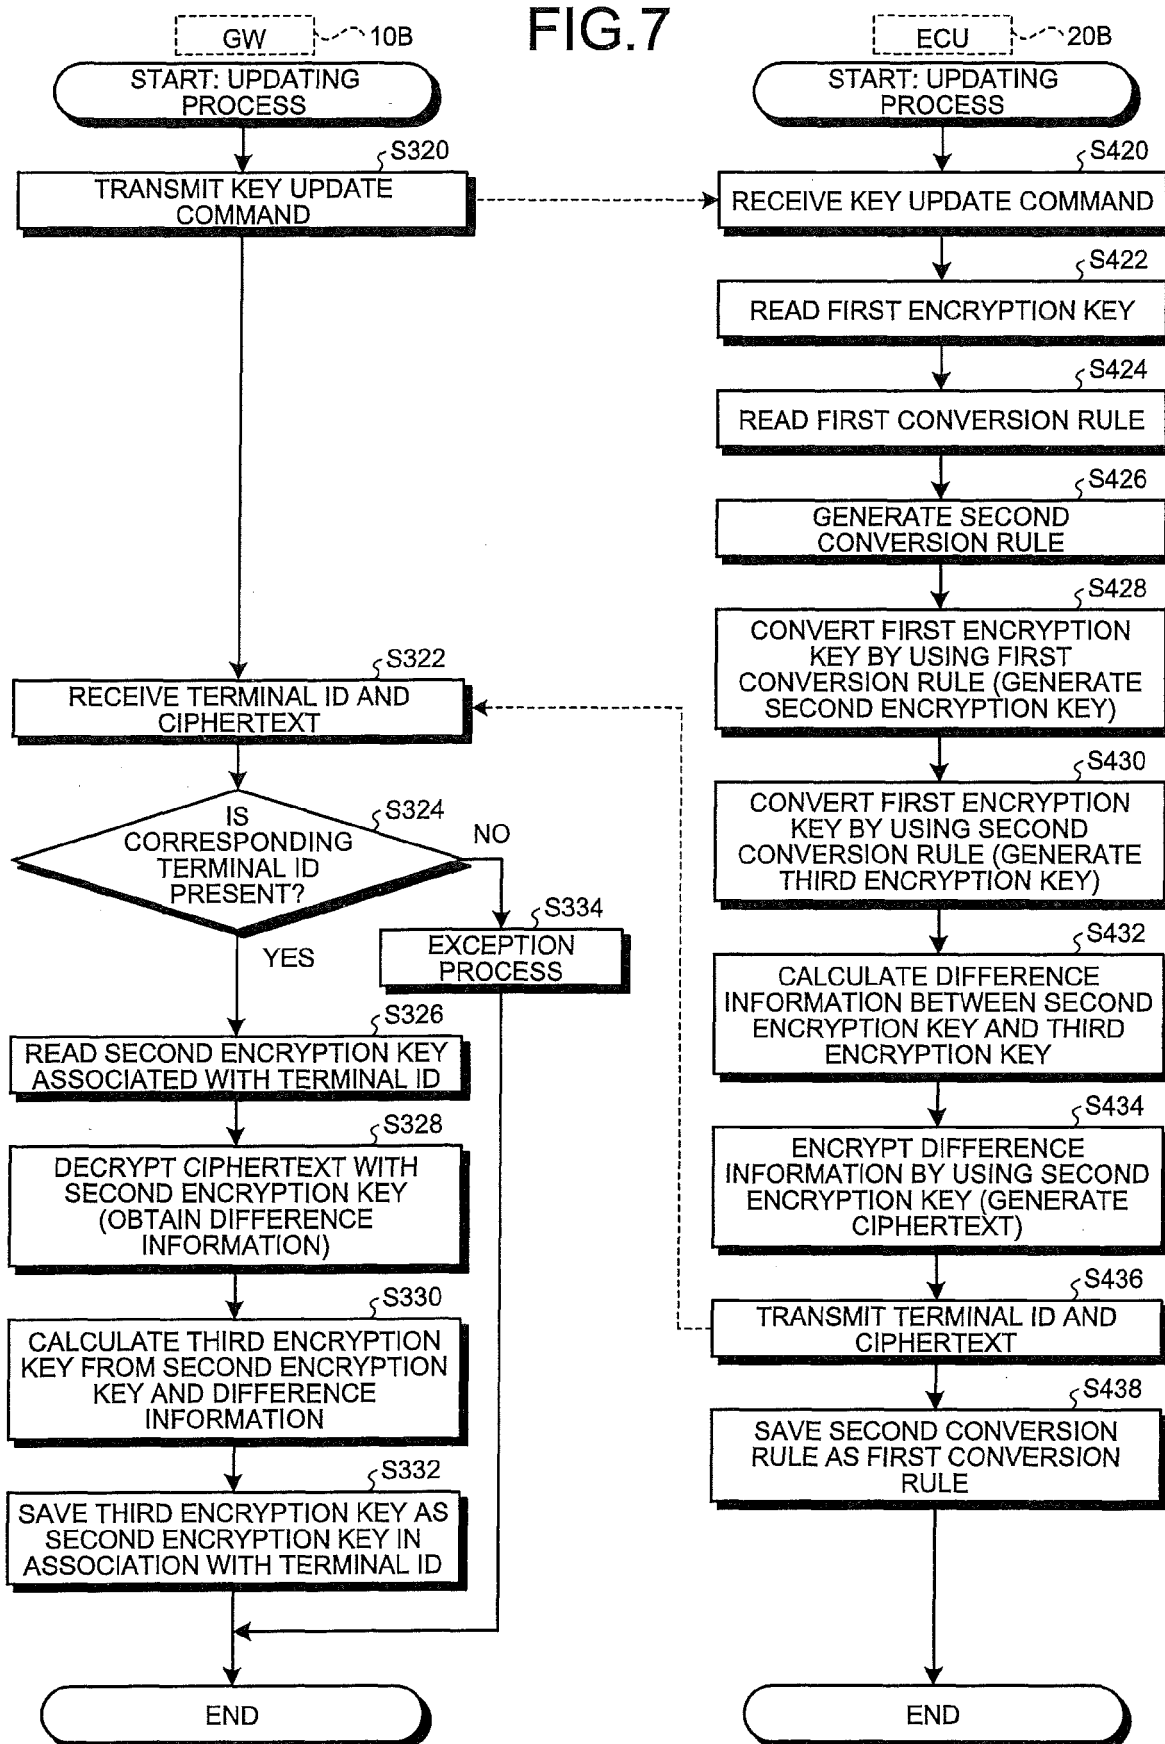 FIG.7
GW
10B
START: UPDATING
PROCESS
S320
TRANSMIT KEY UPDATE
COMMAND
S322
RECEIVE TERMINAL ID AND
CIPHERTEXT
S324
IS
CORRESPONDING
TERMINAL ID
PRESENT?
NO
YES
S334
EXCEPTION
PROCESS
S326
READ SECOND ENCRYPTION KEY
ASSOCIATED WITH TERMINAL ID
S328
DECRYPT CIPHERTEXT WITH
SECOND ENCRYPTION KEY
(OBTAIN DIFFERENCE
INFORMATION)
S330
CALCULATE THIRD ENCRYPTION
KEY FROM SECOND ENCRYPTION
KEY AND DIFFERENCE
INFORMATION
S332
SAVE THIRD ENCRYPTION KEY AS
SECOND ENCRYPTION KEY IN
ASSOCIATION WITH TERMINAL ID
END
ECU
20B
START: UPDATING
PROCESS
S420
RECEIVE KEY UPDATE COMMAND
S422
READ FIRST ENCRYPTION KEY
S424
READ FIRST CONVERSION RULE
S426
GENERATE SECOND
CONVERSION RULE
S428
CONVERT FIRST ENCRYPTION
KEY BY USING FIRST
CONVERSION RULE (GENERATE
SECOND ENCRYPTION KEY)
S430
CONVERT FIRST ENCRYPTION
KEY BY USING SECOND
CONVERSION RULE (GENERATE
THIRD ENCRYPTION KEY)
S432
CALCULATE DIFFERENCE
INFORMATION BETWEEN SECOND
ENCRYPTION KEY AND THIRD
ENCRYPTION KEY
S434
ENCRYPT DIFFERENCE
INFORMATION BY USING SECOND
ENCRYPTION KEY (GENERATE
CIPHERTEXT)
S436
TRANSMIT TERMINAL ID AND
CIPHERTEXT
S438
SAVE SECOND CONVERSION
RULE AS FIRST CONVERSION
RULE
END